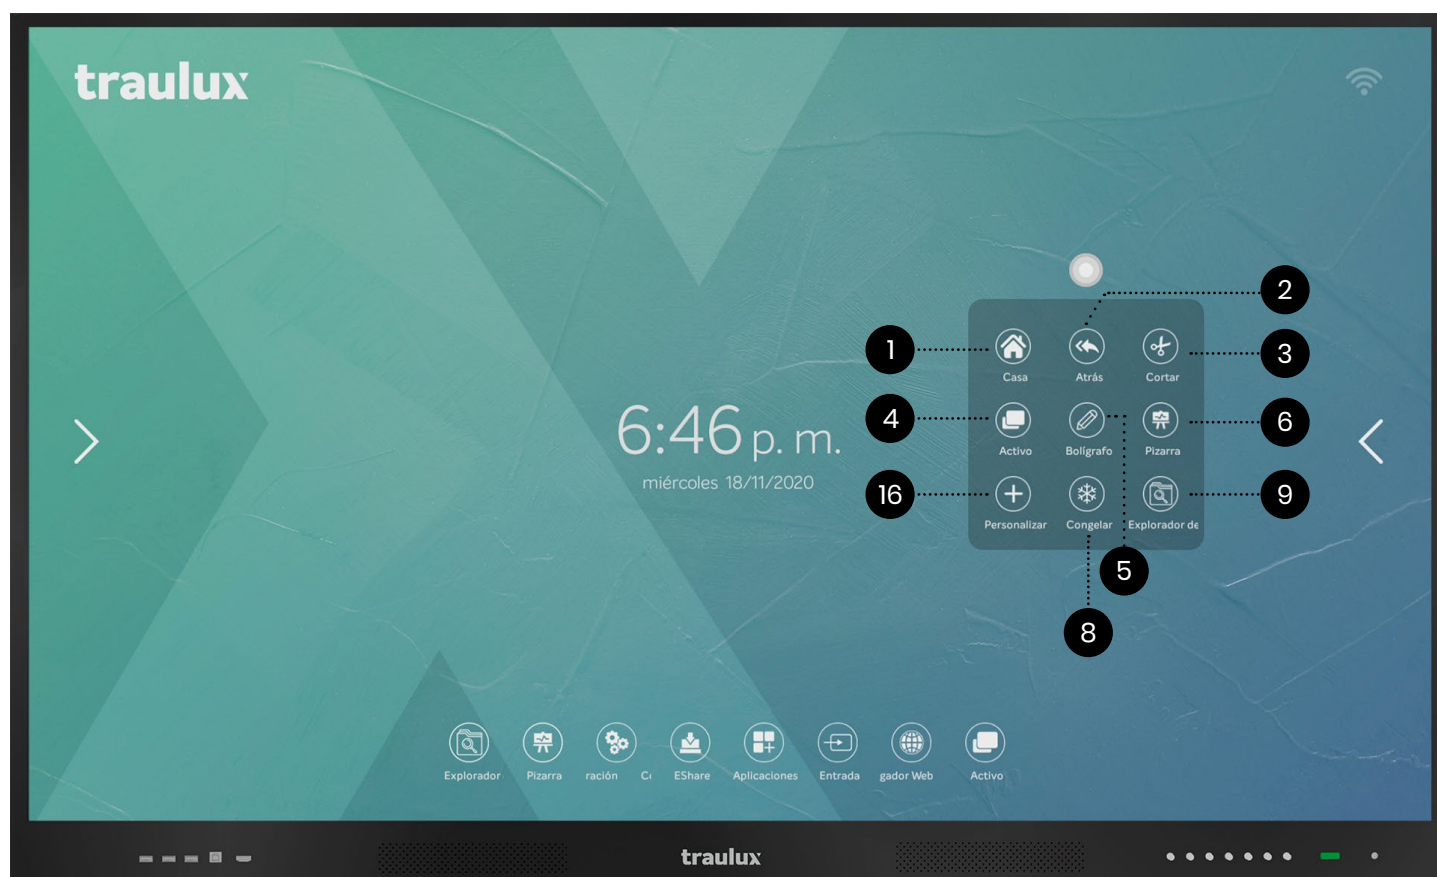 traulux
2
1
3
Casa
Atrás
Cortar
4
6
Activo
Bolígrafo
Pizarra
6:46 p. m.
miércoles 18/11/2020
16
9
Personalizar
Congelar
Explorador de
5
8
Explorador
Pizarra
ración
EShare
Aplicaciones
Entrada
gador Web
Activo
traulux